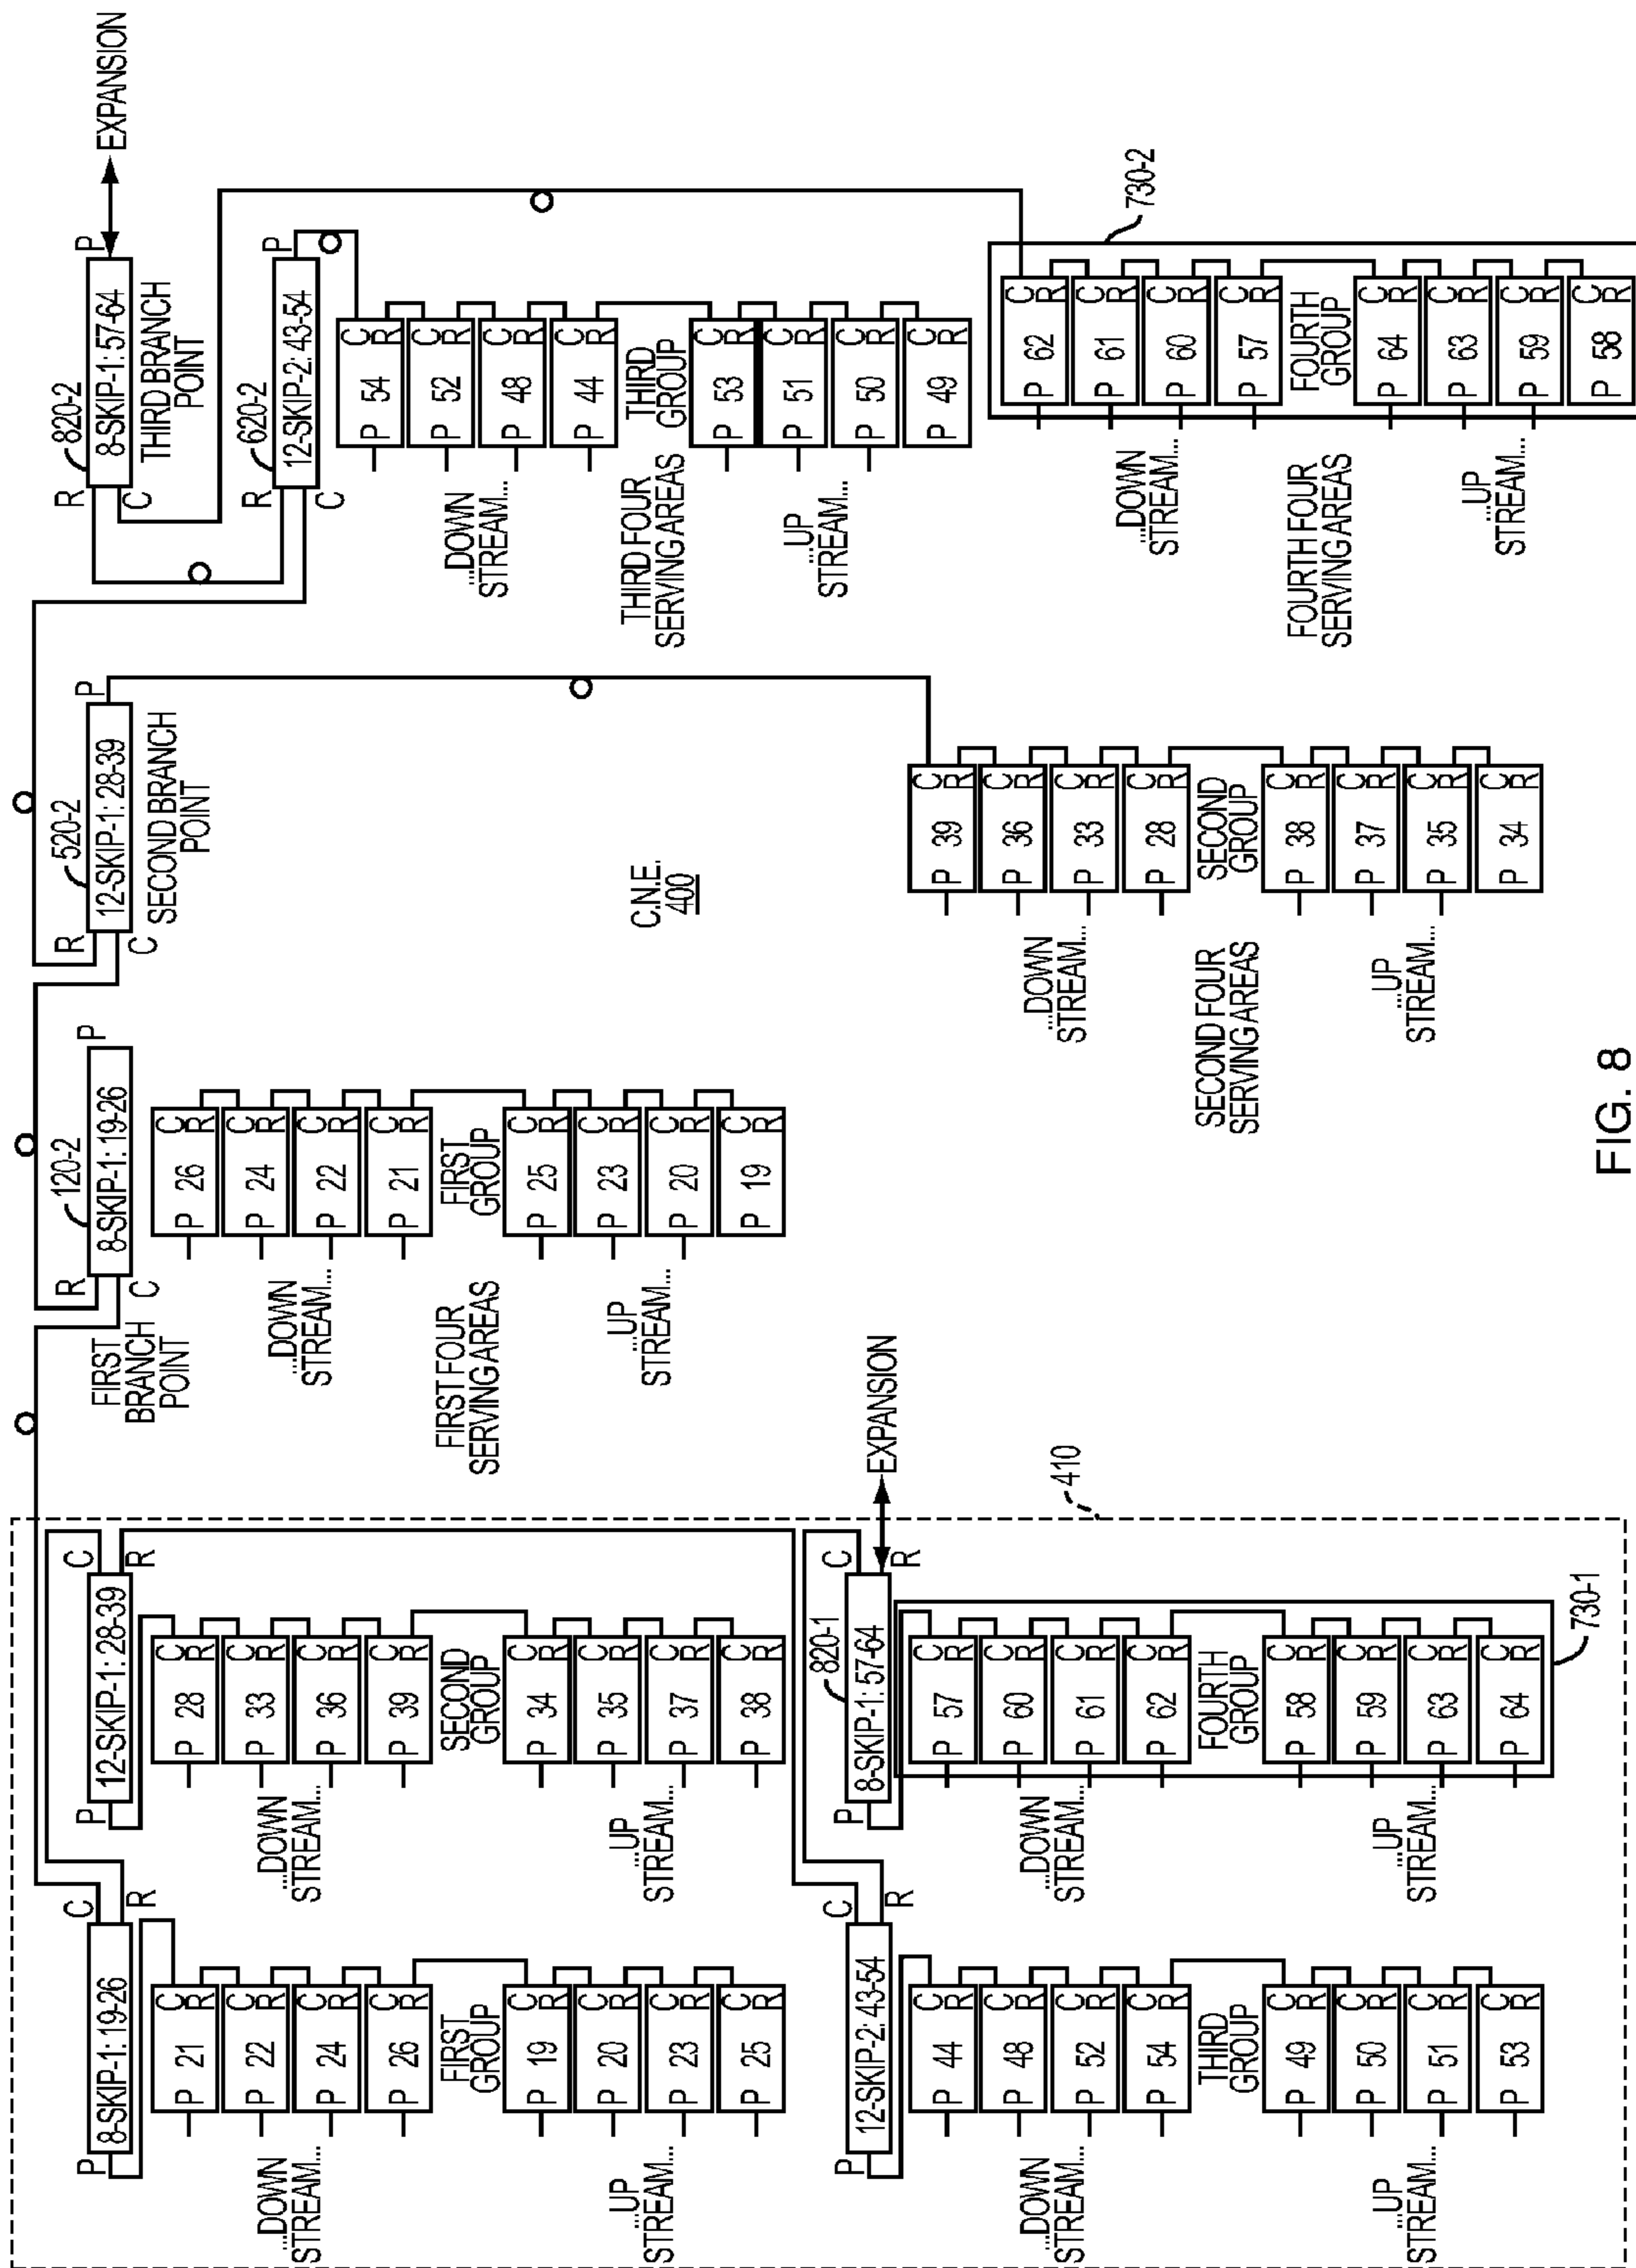 8-SKIP-1: 19-26
P
C
R
P 21 C R
P 22 C R
P 24 C R
P 26 C R
FIRST
GROUP
P 19 C R
P 20 C R
P 23 C R
P 25 C R
...DOWN
STREAM...
...UP
STREAM...
12-SKIP-1: 28-39
P
C
R
P 28 C R
P 33 C R
P 36 C R
P 39 C R
SECOND
GROUP
P 34 C R
P 35 C R
P 37 C R
P 38 C R
...DOWN
STREAM...
...UP
STREAM...
12-SKIP-2: 43-54
P
C
R
P 44 C R
P 48 C R
P 52 C R
P 54 C R
THIRD
GROUP
P 49 C R
P 50 C R
P 51 C R
P 53 C R
...DOWN
STREAM...
...UP
STREAM...
820-1
8-SKIP-1: 57-64
P
C
R
EXPANSION
P 57 C R
P 60 C R
P 61 C R
P 62 C R
FOURTH
GROUP
P 58 C R
P 59 C R
P 63 C R
P 64 C R
...DOWN
STREAM...
...UP
STREAM...
730-1
410
FIRST
BRANCH
POINT
R
C
120-2
8-SKIP-1: 19-26
P
P 26 C R
P 24 C R
P 22 C R
P 21 C R
FIRST
GROUP
P 25 C R
P 23 C R
P 20 C R
P 19 C R
...DOWN
STREAM...
FIRST FOUR
SERVING AREAS
...UP
STREAM...
R
C
520-2
12-SKIP-1: 28-39
P
SECOND BRANCH
POINT
C.N.E.
400
P 39 C R
P 36 C R
P 33 C R
P 28 C R
SECOND
GROUP
P 38 C R
P 37 C R
P 35 C R
P 34 C R
...DOWN
STREAM...
SECOND FOUR
SERVING AREAS
...UP
STREAM...
R
C
820-2
8-SKIP-1: 57-64
P
EXPANSION
THIRD BRANCH
POINT
R
C
620-2
12-SKIP-2: 43-54
P
P 54 C R
P 52 C R
P 48 C R
P 44 C R
THIRD
GROUP
P 53 C R
P 51 C R
P 50 C R
P 49 C R
...DOWN
STREAM...
THIRD FOUR
SERVING AREAS
...UP
STREAM...
730-2
P 62 C R
P 61 C R
P 60 C R
P 57 C R
FOURTH
GROUP
P 64 C R
P 63 C R
P 59 C R
P 58 C R
...DOWN
STREAM...
FOURTH FOUR
SERVING AREAS
...UP
STREAM...
FIG. 8